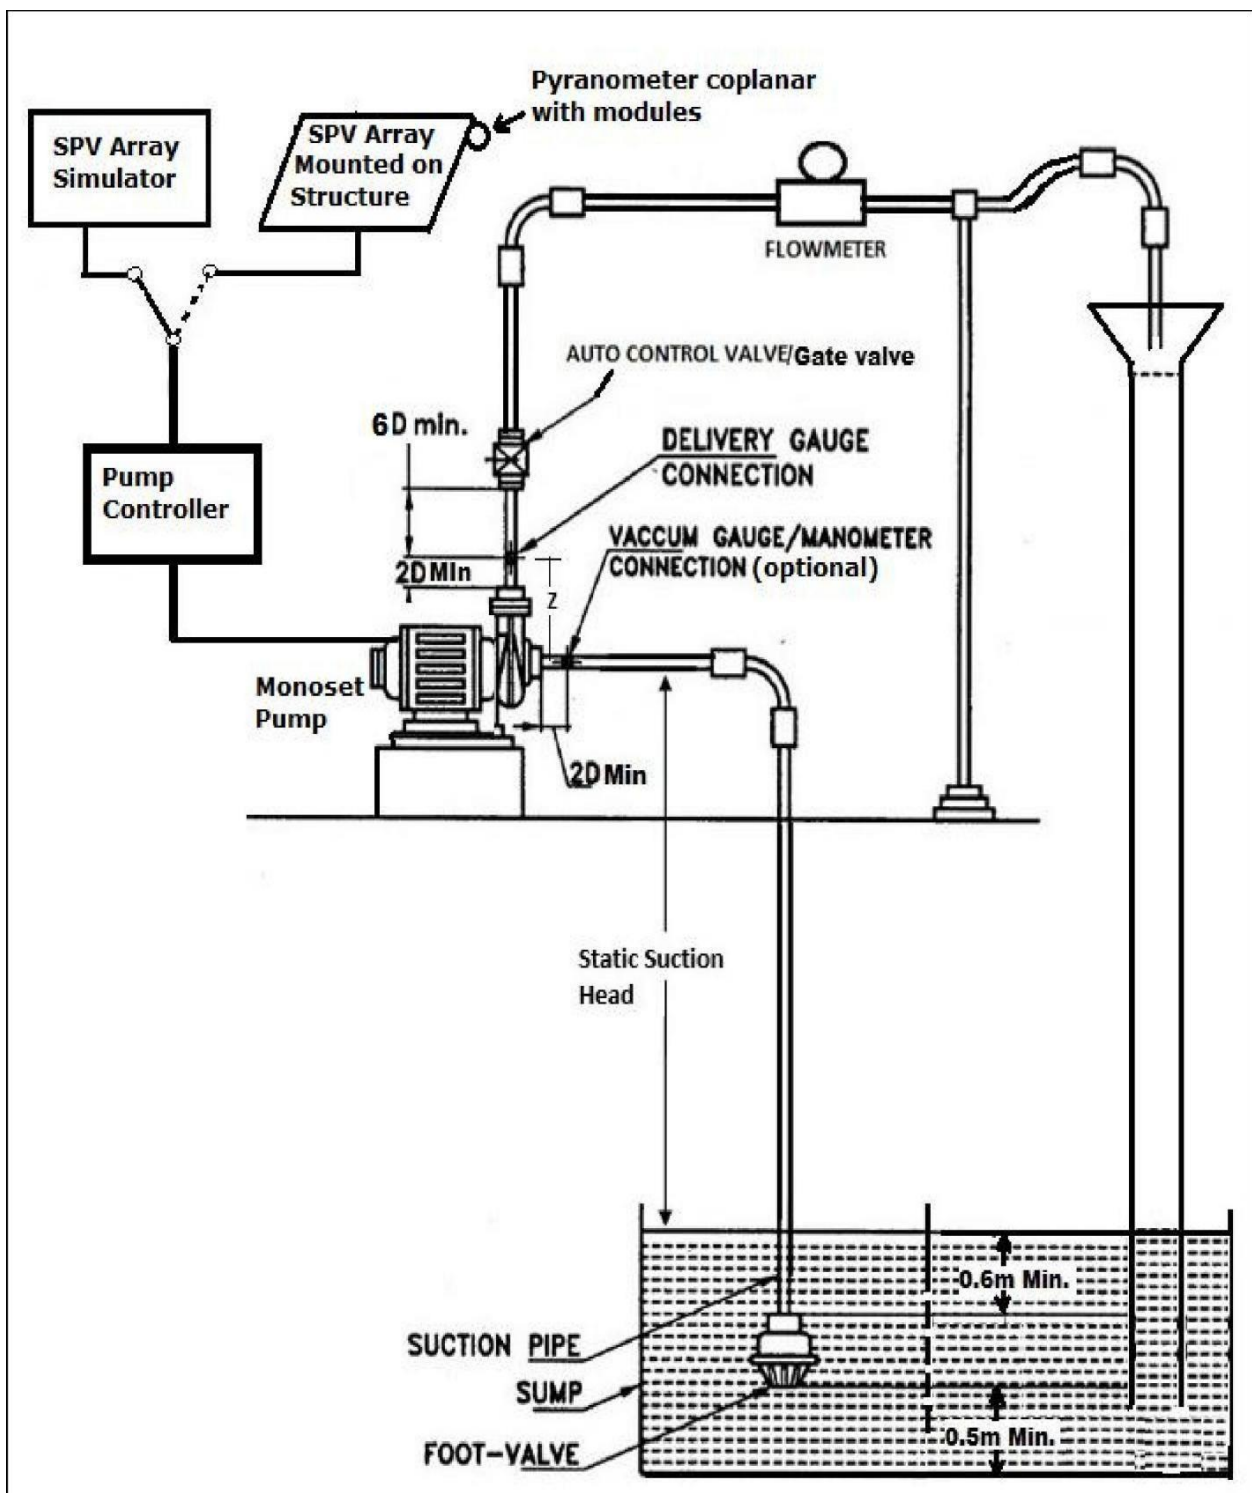 Pyranometer coplanar
with modules
SPV Array
Simulator
SPV Array
Mounted on
Structure
FLOWMETER
AUTO CONTROL VALVE/Gate valve
6D min.
DELIVERY GAUGE
CONNECTION
Pump
Controller
VACCUM GAUGE/MANOMETER
CONNECTION (optional)
2D MIn
Z
Monoset
Pump
2D Min
Static Suction
Head
0.6m Min.
SUCTION PIPE
SUMP
0.5m Min.
FOOT-VALVE